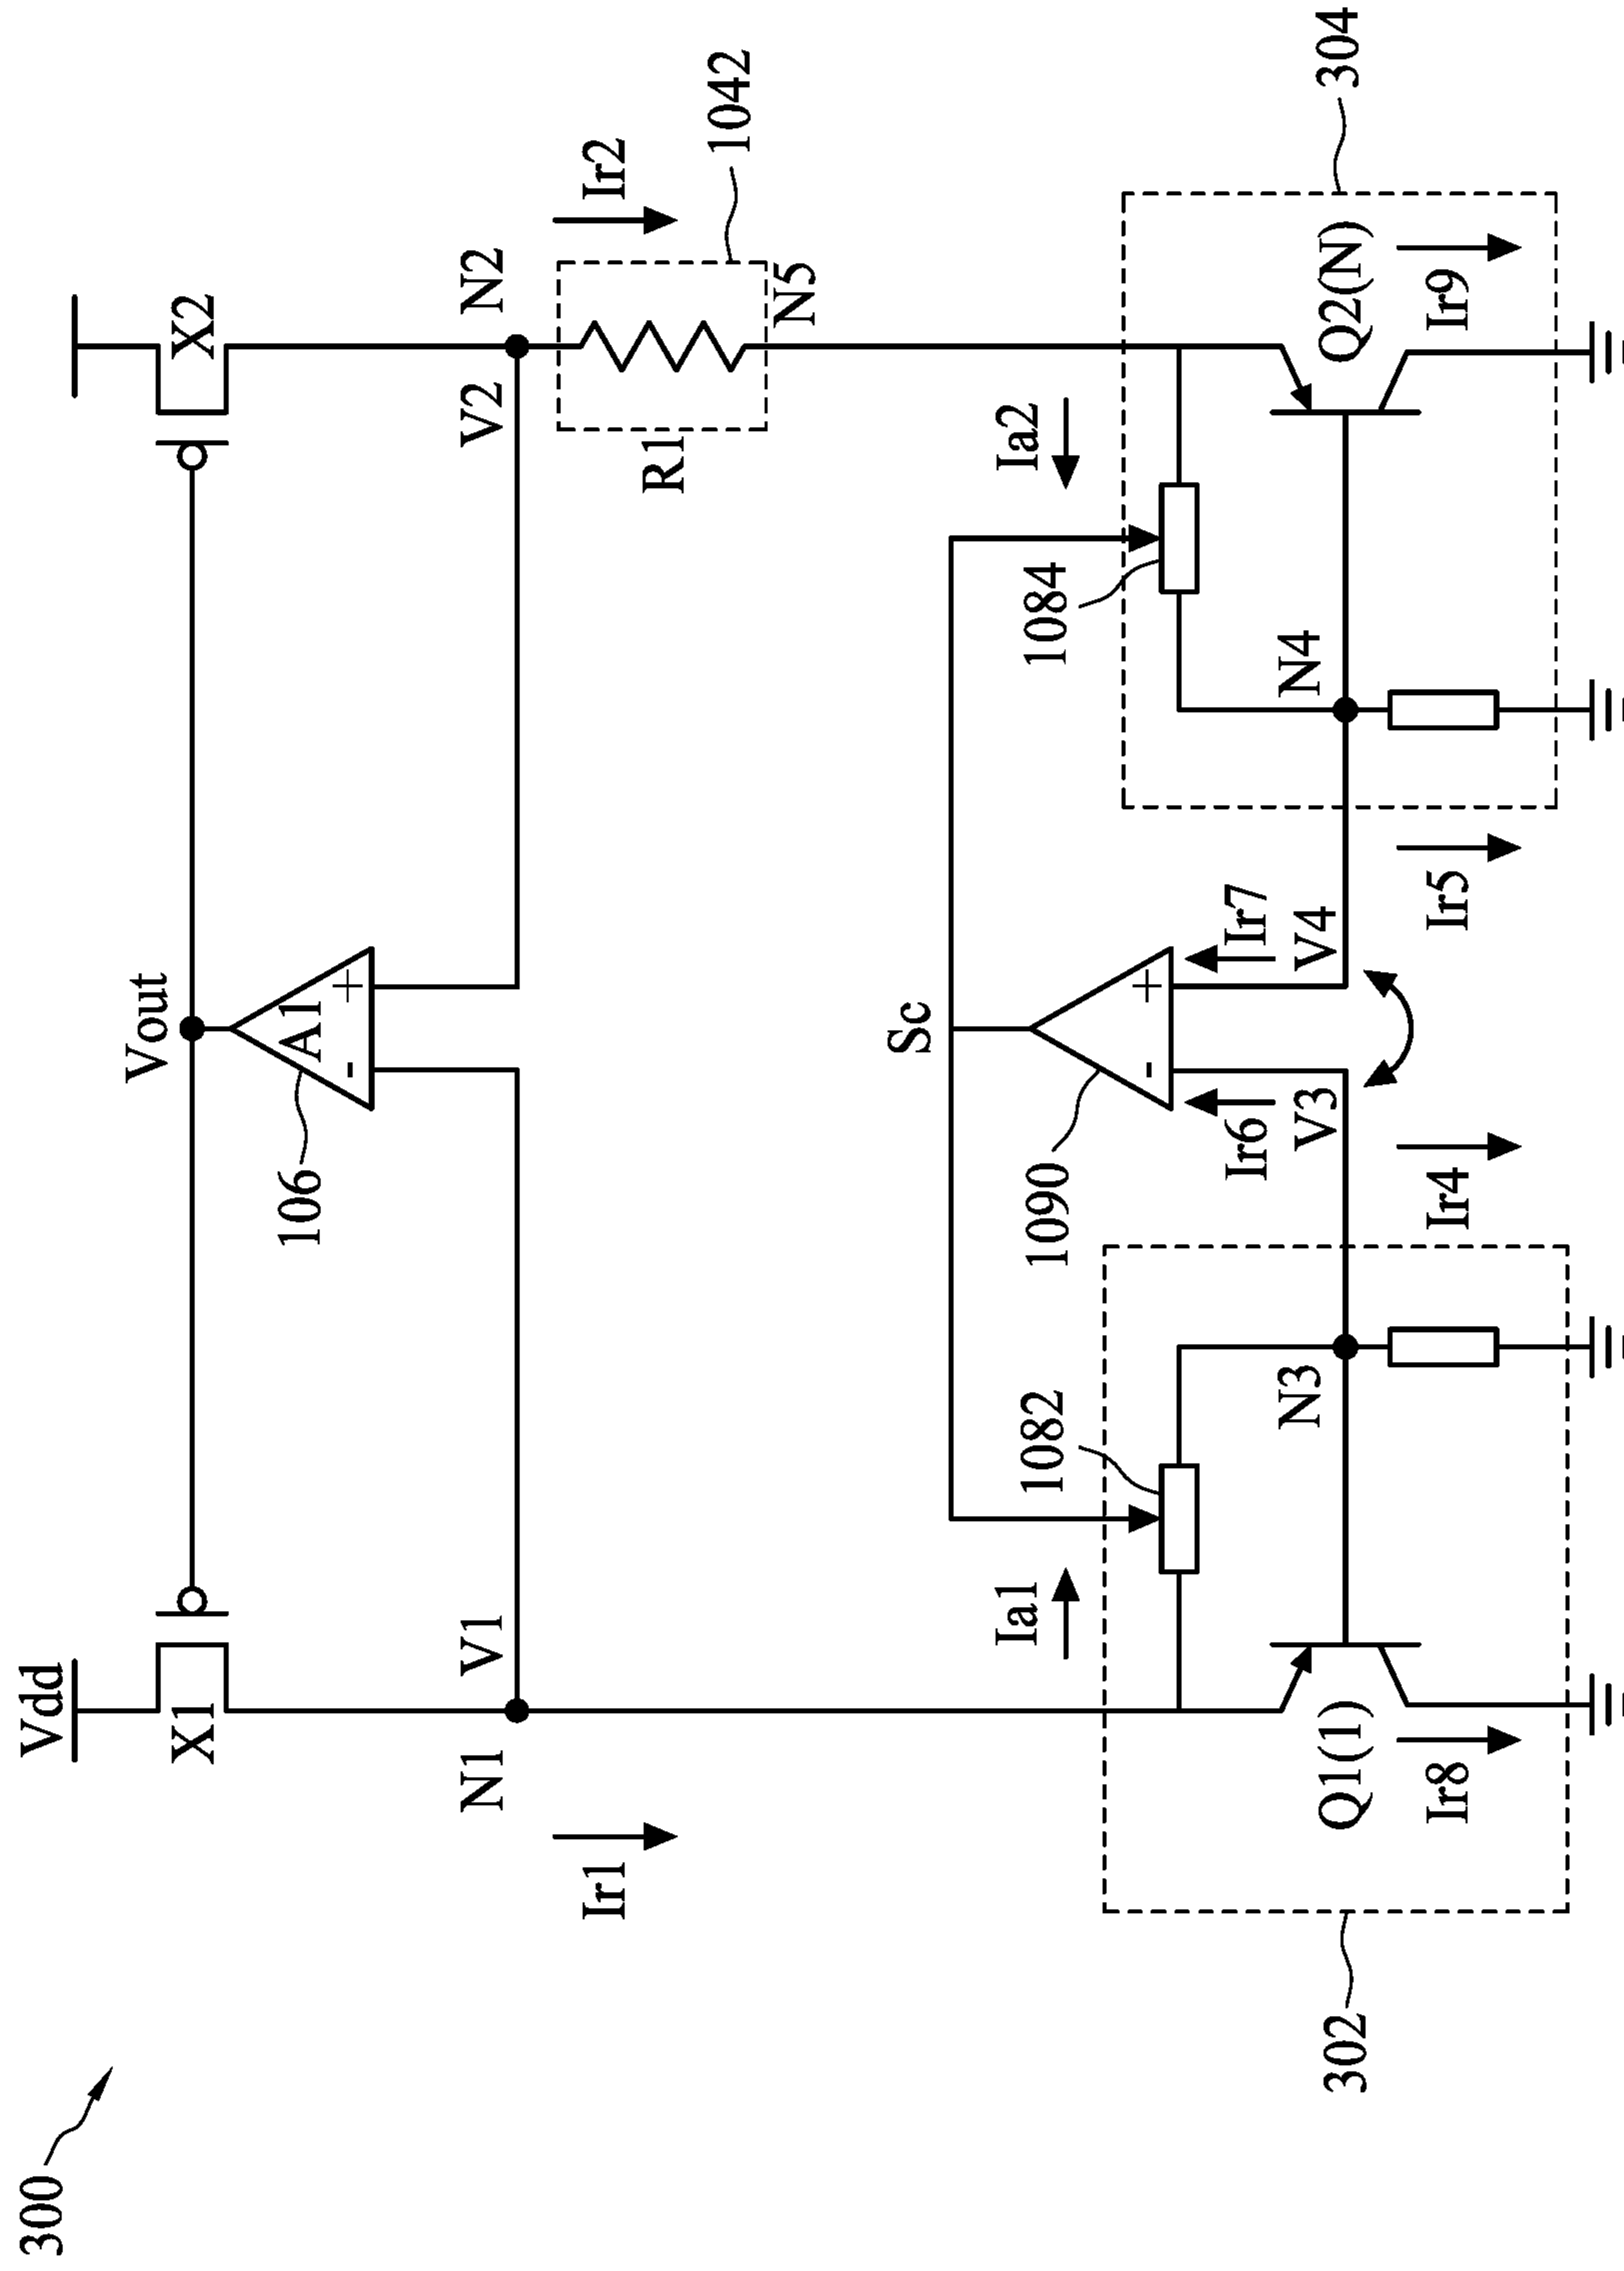 300
Vdd
X1
X2
Vout
A1
-
+
106
N1
V1
V2
N2
Ir1
Ir2
R1
1042
N5
Sc
Ia1
1082
1090
1084
Ia2
-
+
Ir6
Ir7
N3
V3
V4
N4
302
Q1(1)
Q2(N)
304
Ir8
Ir4
Ir5
Ir9